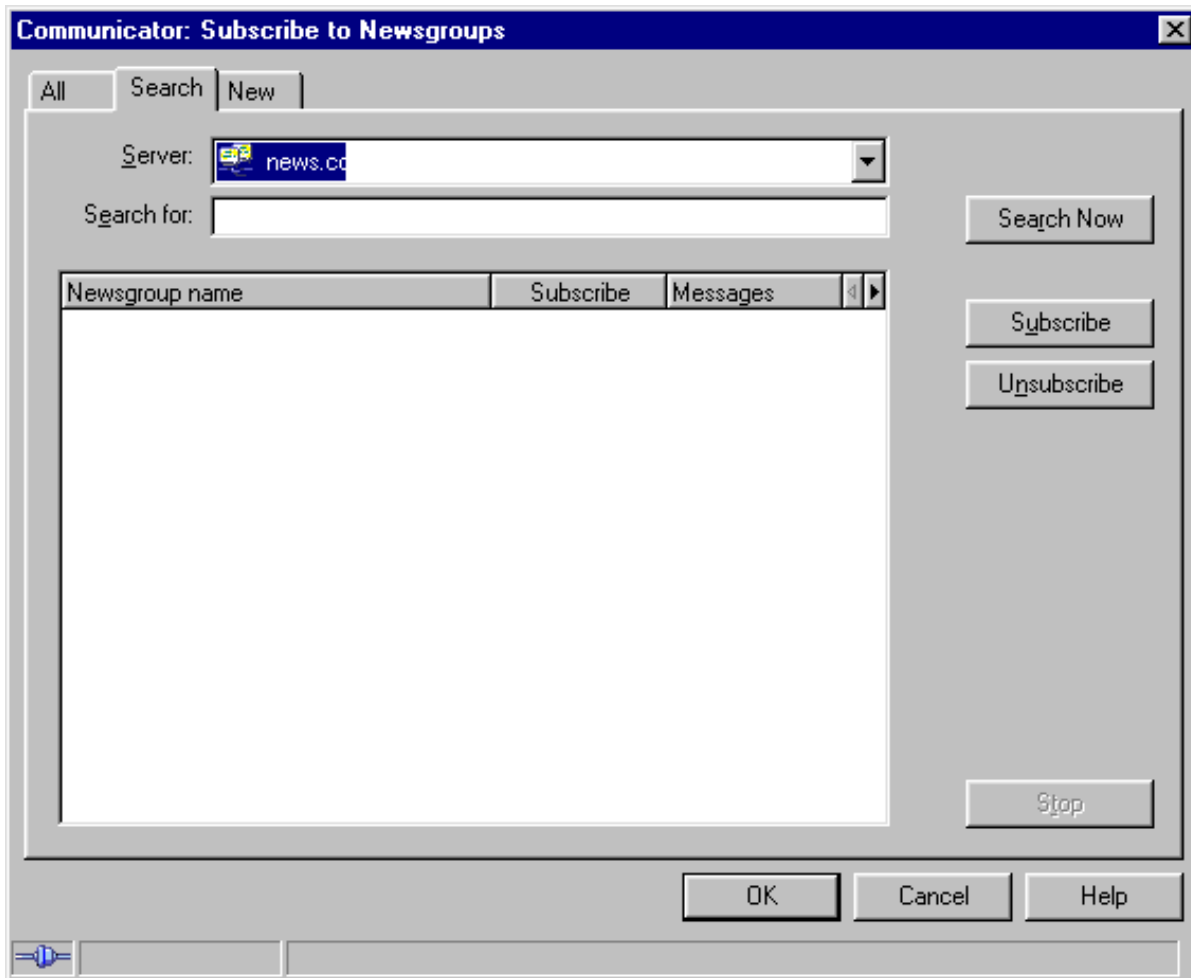 Communicator: Subscribe to Newsgroups
All Search New
Server: news.co
Search for:
Search Now
Newsgroup name Subscribe Messages
Subscribe
Unsubscribe
Stop
OK Cancel Help